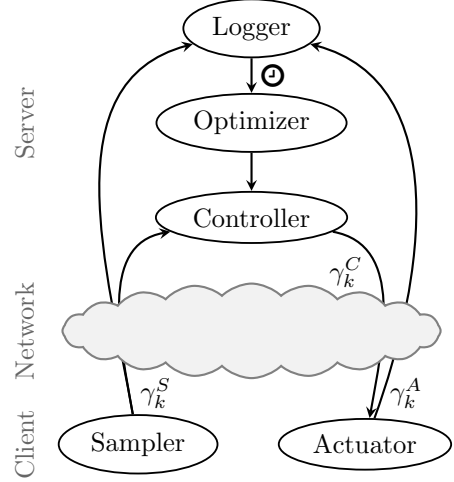 Logger
Optimizer
Controller
γ_k^C
γ_k^S
γ_k^A
Sampler
Actuator
Server
Network
Client